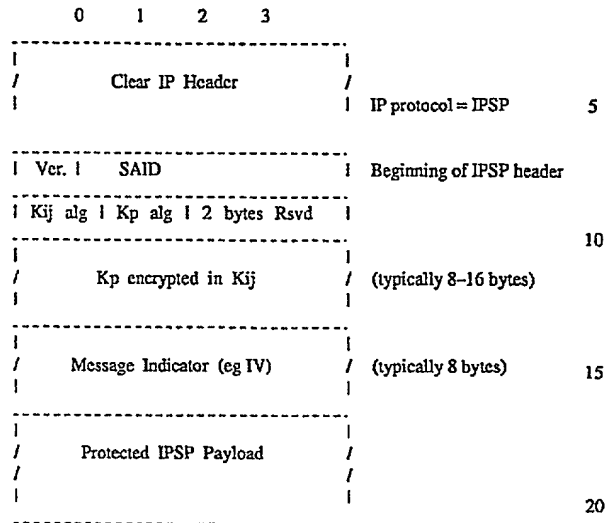 0 1 2 3
Clear IP Header
IP protocol = IPSP 5
Ver. SAID Beginning of IPSP header
Kij alg Kp alg 2 bytes Rsvd
10
Kp encrypted in Kij (typically 8–16 bytes)
Message Indicator (eg IV) (typically 8 bytes) 15
Protected IPSP Payload
20